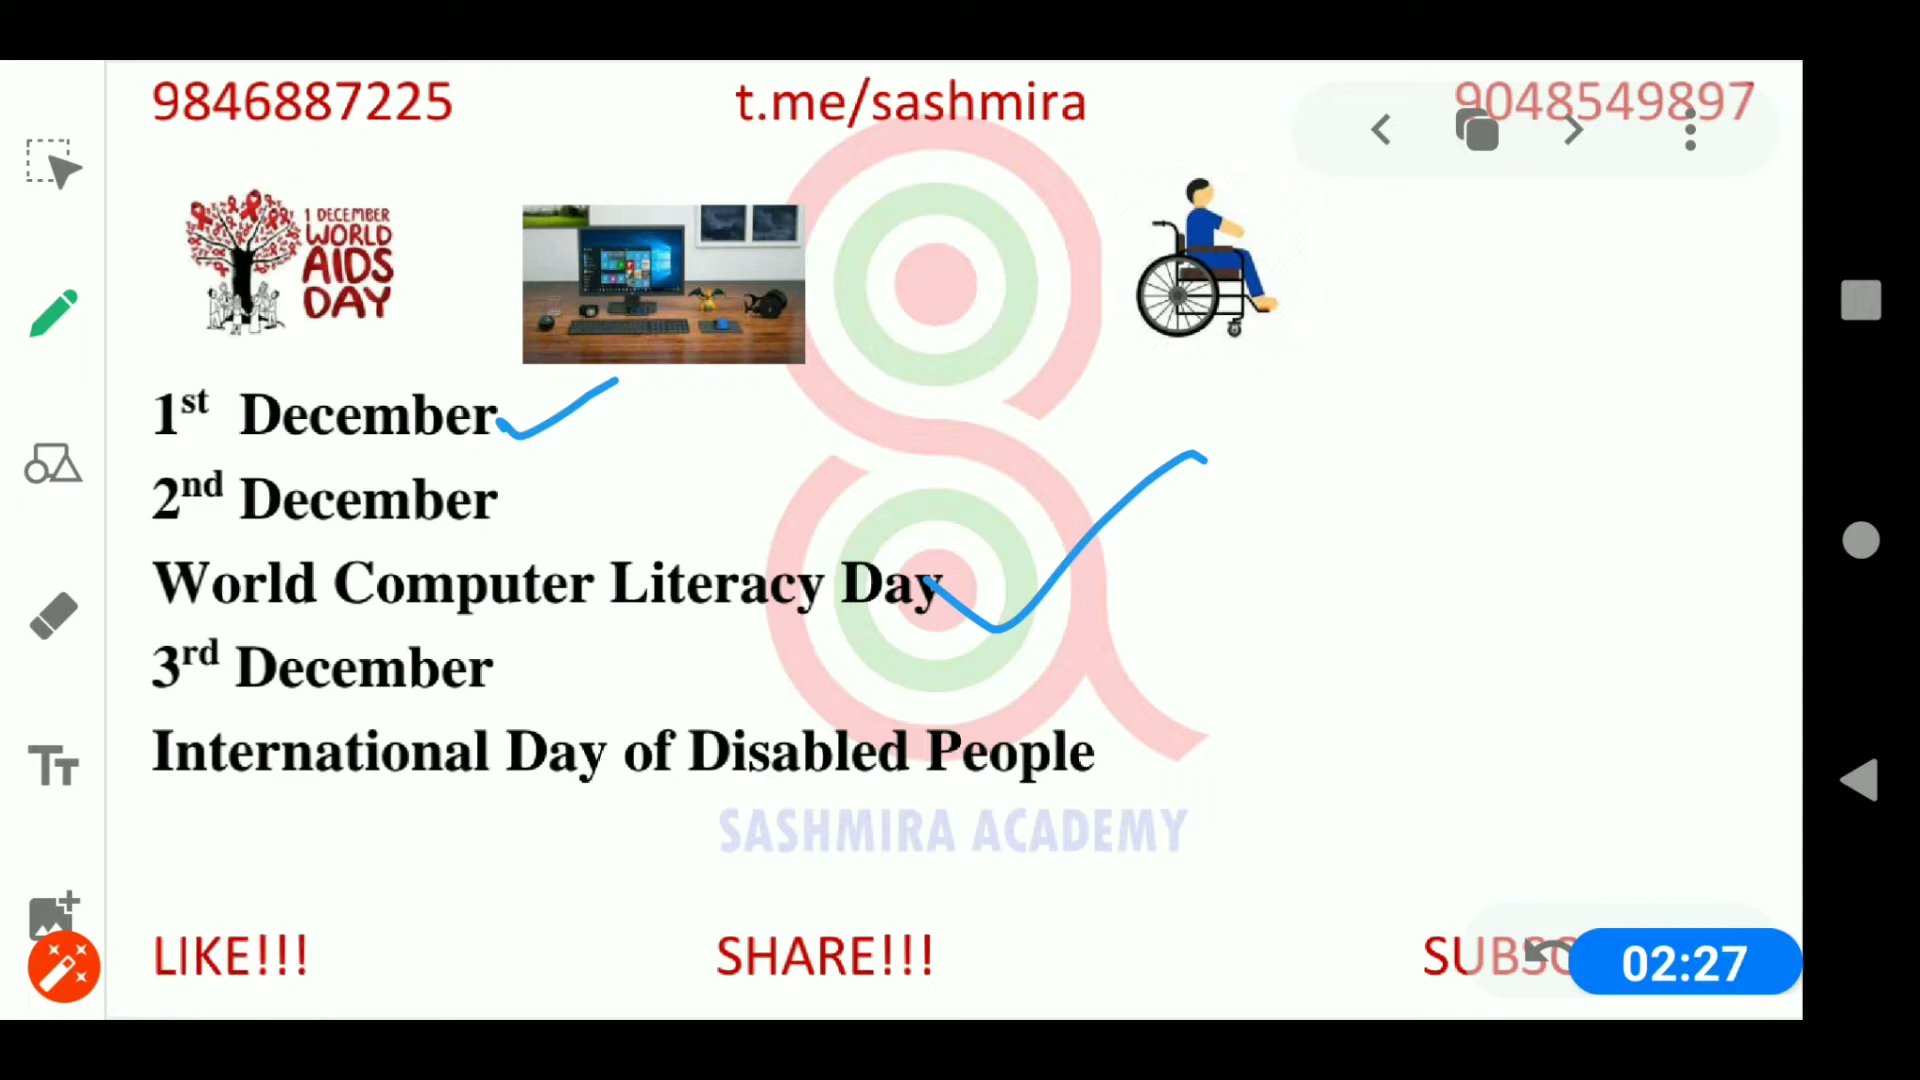 9846887225
t.me/sashmira
9048549897
1 DECEMBER
WORLD
AIDS
DAY
1st December
2nd December
World Computer Literacy Day
3rd December
International Day of Disabled People
SASHMIRA ACADEMY
LIKE!!!
SHARE!!!
02:27